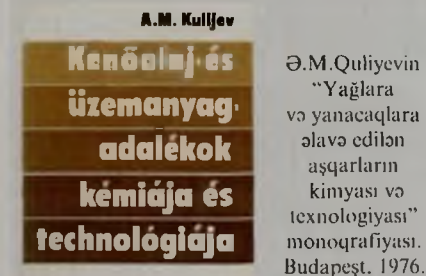 A.M. Kulijev
Kenőolaj és
üzemanyag-
adalékok
kémiája és
technológiája
Ə.M.Quliyevin
“Yağlara
və yanacaqlara
əlavə edilən
aşqarların
kimyası və
texnologiyası”
monoqrafiyası.
Budapeşt. 1976.